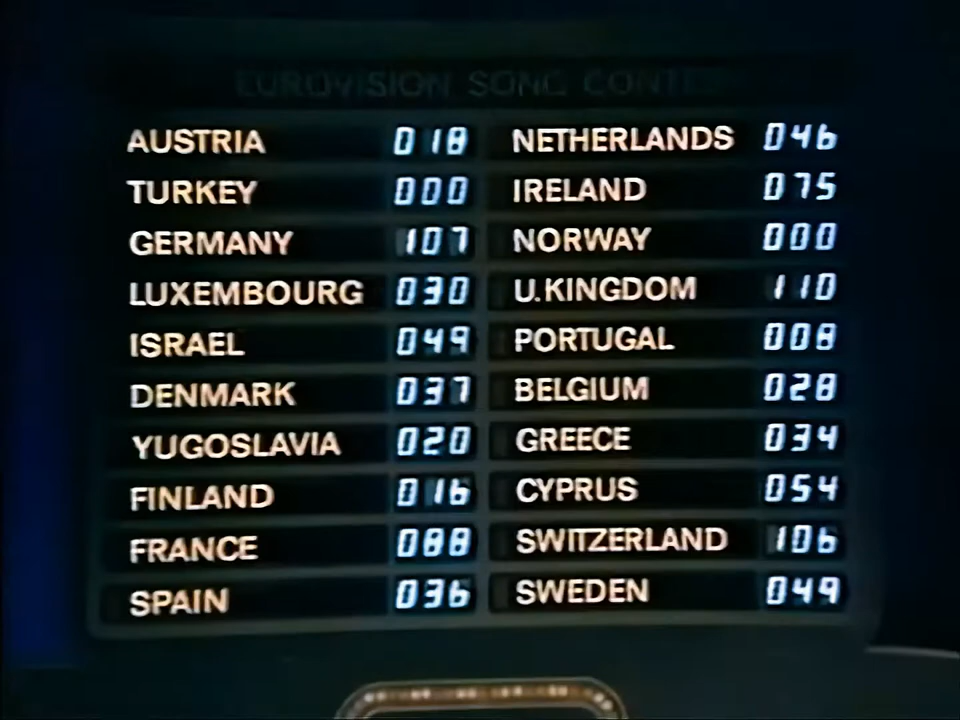 EUROVISION SONG CONTE
AUSTRIA 018
TURKEY 000
GERMANY 107
LUXEMBOURG 030
ISRAEL 049
DENMARK 037
YUGOSLAVIA 020
FINLAND 016
FRANCE 088
SPAIN 036
NETHERLANDS 046
IRELAND 075
NORWAY 000
U.KINGDOM 110
PORTUGAL 008
BELGIUM 028
GREECE 034
CYPRUS 054
SWITZERLAND 106
SWEDEN 049